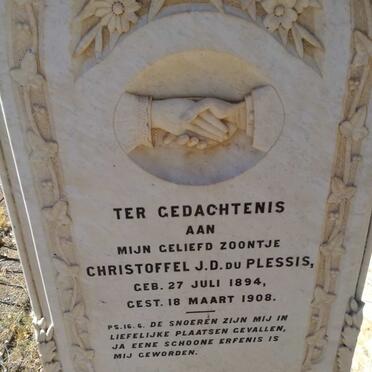 TER GEDACHTENIS
AAN
MIJN GELIEFD ZOONTJE
CHRISTOFFEL J.D. DU PLESSIS,
GEB. 27 JULI 1894,
GEST. 18 MAART 1908.
PS.16.6. DE SNOEREN ZIJN MIJ IN
LIEFELIJKE PLAATSEN GEVALLEN,
JA EENE SCHOONE ERFENIS IS
MIJ GEWORDEN.